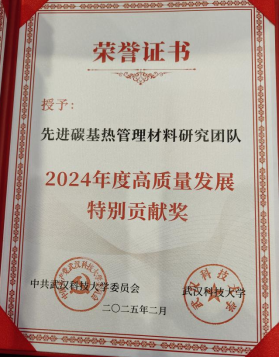 荣誉证书
授予：
先进碳基热管理材料研究团队
2024年度高质量发展
特别贡献奖
中共武汉科技大学委员会
武汉科技大学
二〇二五年二月